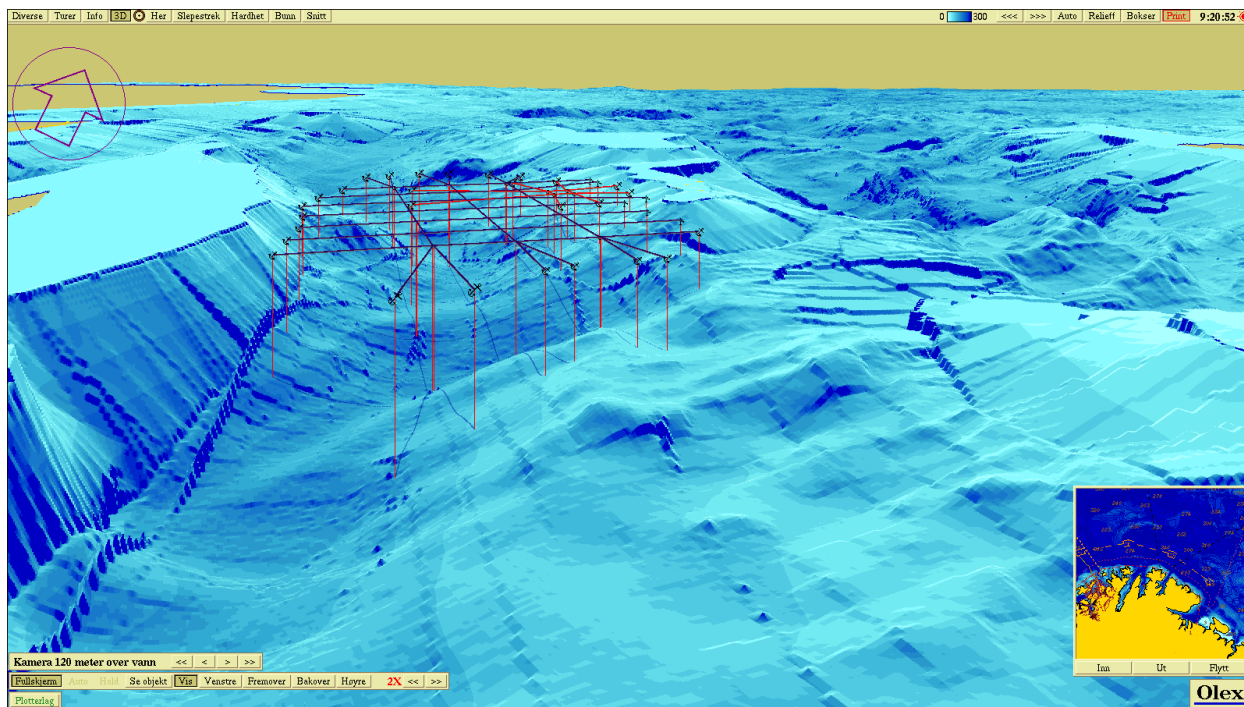 Diverse Turer Info 3D Her Slepestrek Hardhet Bunn Snitt 0 300 <<< >>> Auto Relieff Bokser Print 9:20:52
Kamera 120 meter over vann << < > >>
Fullskjerm Auto Hald Se objekt Vis Venstre Fremover Bakover Høyre 2X << >>
Inn Ut Flytt
Plotterlag
Olex